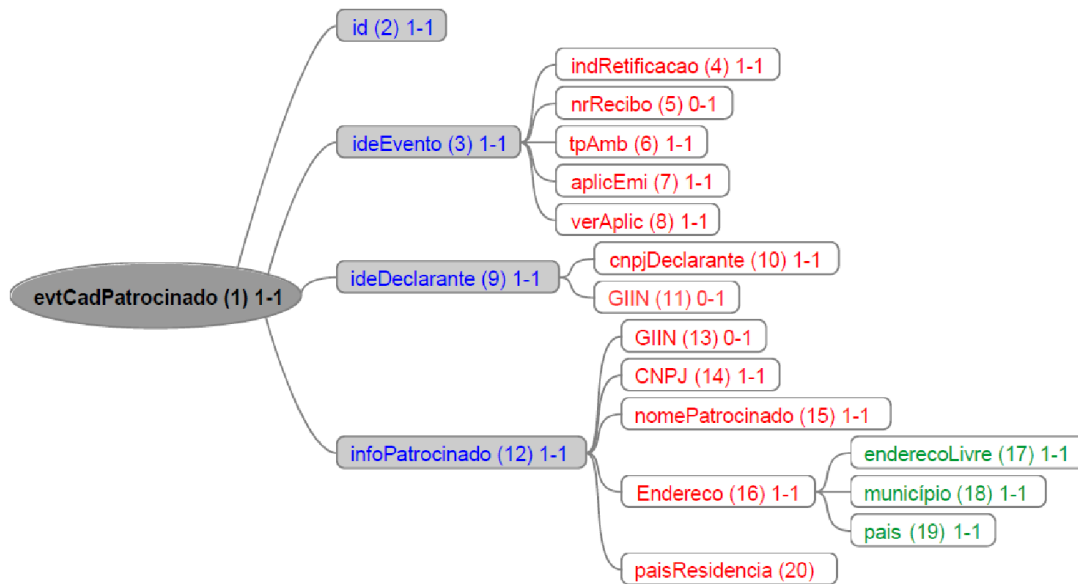 id (2) 1-1
indRetificacao (4) 1-1
nrRecibo (5) 0-1
ideEvento (3) 1-1
tpAmb (6) 1-1
aplicEmi (7) 1-1
verAplic (8) 1-1
evtCadPatrocinado (1) 1-1
ideDeclarante (9) 1-1
cnpjDeclarante (10) 1-1
GIIN (11) 0-1
infoPatrocinado (12) 1-1
GIIN (13) 0-1
CNPJ (14) 1-1
nomePatrocinado (15) 1-1
Endereco (16) 1-1
enderecoLivre (17) 1-1
município (18) 1-1
pais (19) 1-1
paisResidencia (20)